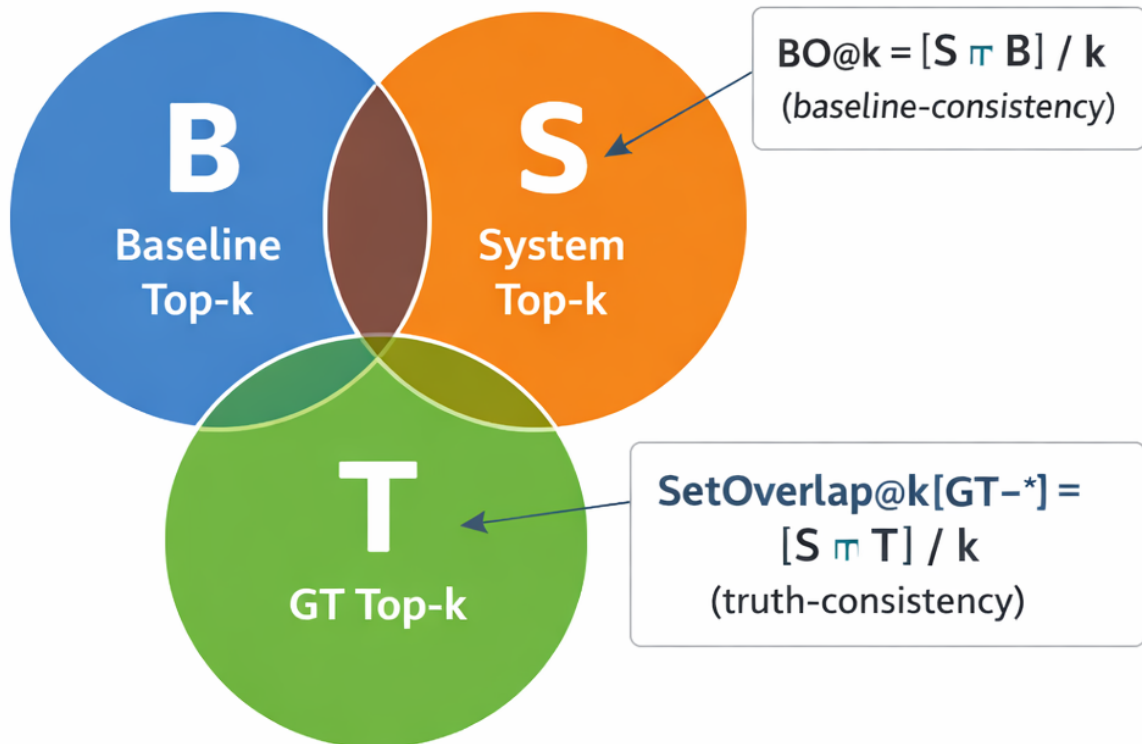 B
Baseline
Top-k
S
System
Top-k
T
GT Top-k
BO@k = [S ╥ B] / k
(baseline-consistency)
SetOverlap@k[GT–*] =
[S ╥ T] / k
(truth-consistency)